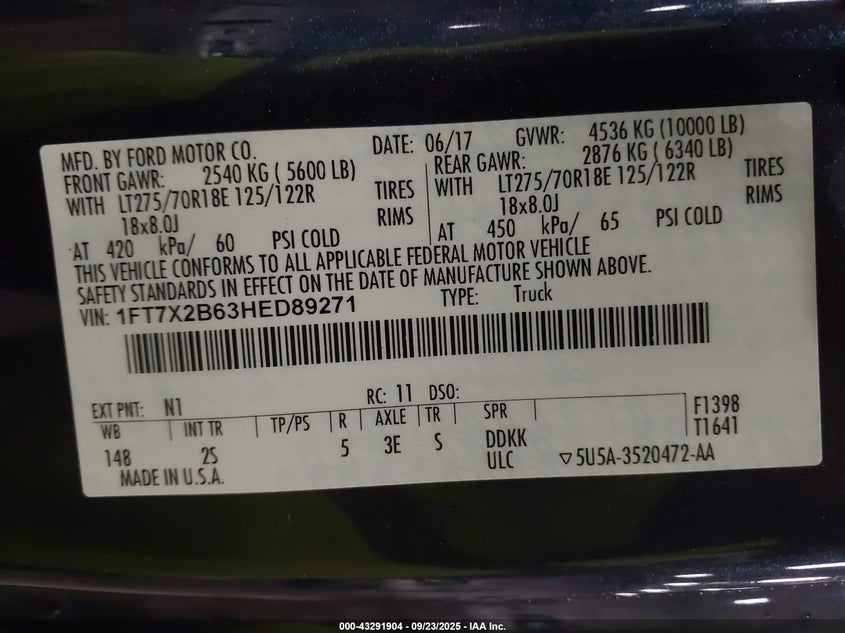 MFD. BY FORD MOTOR CO.
DATE: 06/17 GVWR: 4536 KG (10000 LB)
FRONT GAWR: 2540 KG ( 5600 LB)
WITH LT275/70R18E 125/122R TIRES
18x8.0J RIMS
AT 420 kPa/ 60 PSI COLD
REAR GAWR: 2876 KG ( 6340 LB)
WITH LT275/70R18E 125/122R TIRES
18x8.0J RIMS
AT 450 kPa/ 65 PSI COLD
THIS VEHICLE CONFORMS TO ALL APPLICABLE FEDERAL MOTOR VEHICLE
SAFETY STANDARDS IN EFFECT ON THE DATE OF MANUFACTURE SHOWN ABOVE.
VIN: 1FT7X2B63HED89271 TYPE: Truck
EXT PNT: N1 RC: 11 DSO:
WB INT TR TP/PS R AXLE TR SPR F1398
T1641
148 2S 5 3E S DDKK
ULC ▽5U5A-3520472-AA
MADE IN U.S.A.
000-43291904 - 09/23/2025 - IAA Inc.